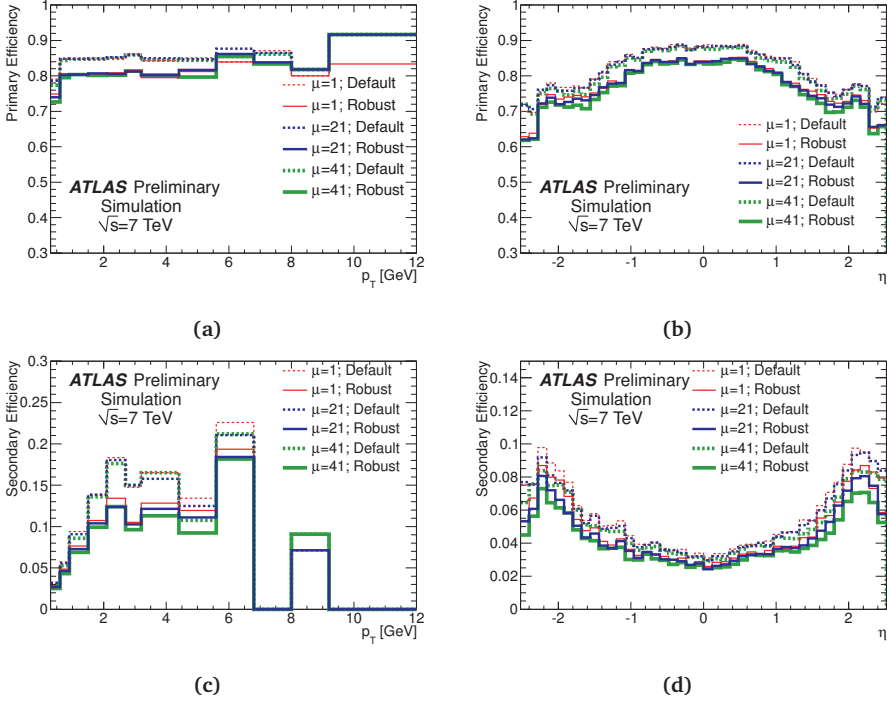 Primary Efficiency
1
0.9
0.8
0.7
0.6
0.5
0.4
0.3
μ=1; Default
μ=1; Robust
μ=21; Default
μ=21; Robust
μ=41; Default
μ=41; Robust
ATLAS Preliminary
Simulation
√s=7 TeV
2 4 6 8 10 12
p_T [GeV]
(a)
Primary Efficiency
1
0.9
0.8
0.7
0.6
0.5
0.4
0.3
μ=1; Default
μ=1; Robust
μ=21; Default
μ=21; Robust
μ=41; Default
μ=41; Robust
ATLAS Preliminary
Simulation
√s=7 TeV
-2 -1 0 1 2
η
(b)
Secondary Efficiency
0.3
0.25
0.2
0.15
0.1
0.05
0
ATLAS Preliminary
Simulation
√s=7 TeV
μ=1; Default
μ=1; Robust
μ=21; Default
μ=21; Robust
μ=41; Default
μ=41; Robust
2 4 6 8 10 12
p_T [GeV]
(c)
Secondary Efficiency
0.14
0.12
0.1
0.08
0.06
0.04
0.02
0
ATLAS Preliminary
Simulation
√s=7 TeV
μ=1; Default
μ=1; Robust
μ=21; Default
μ=21; Robust
μ=41; Default
μ=41; Robust
-2 -1 0 1 2
η
(d)